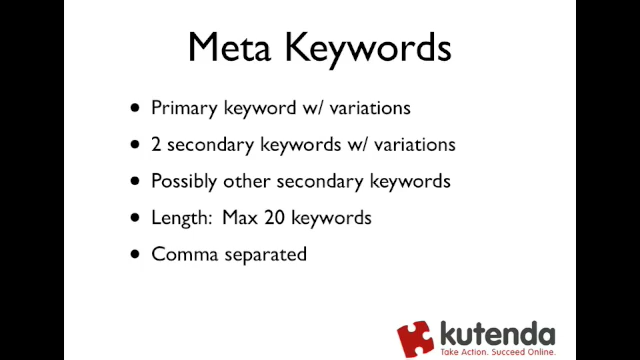 Meta Keywords
• Primary keyword w/ variations
• 2 secondary keywords w/ variations
• Possibly other secondary keywords
• Length: Max 20 keywords
• Comma separated
kutenda
Take Action. Succeed Online.